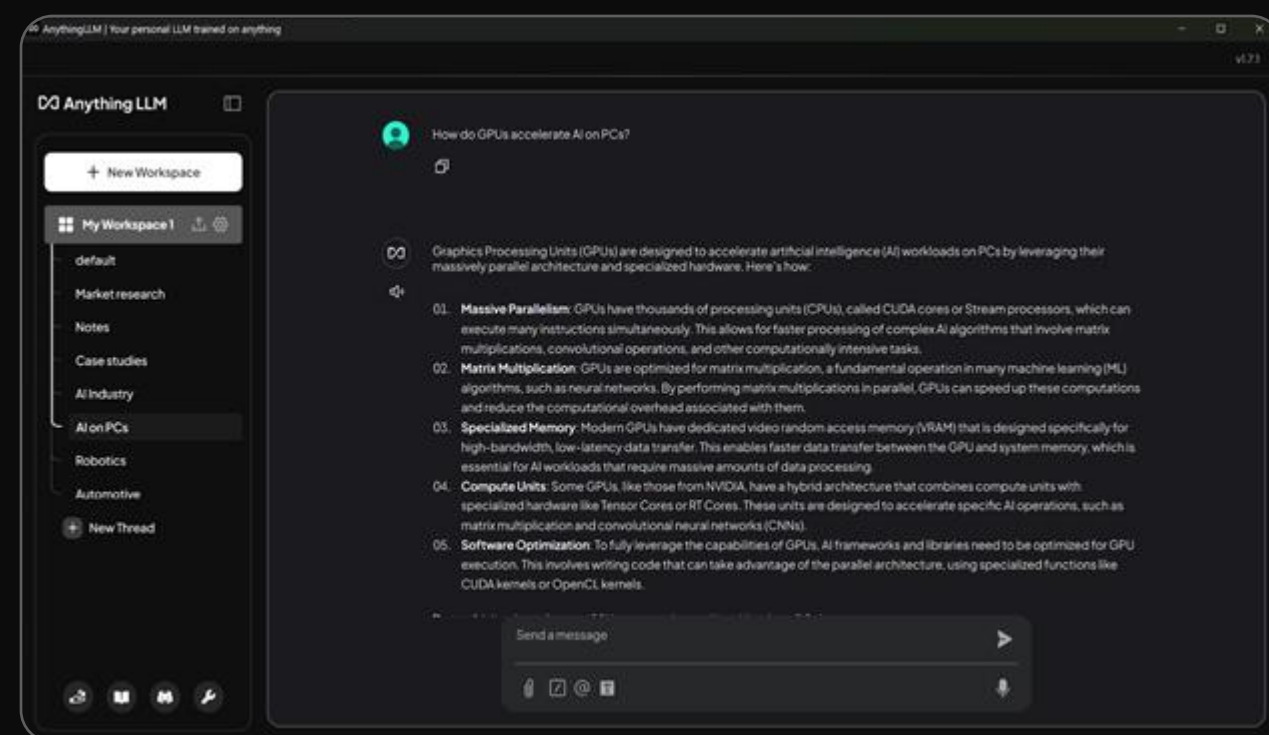 AnythingLLM | Your personal LLM trained on anything
v1.7.1
Anything LLM
+ New Workspace
My Workspace 1
default
Market research
Notes
Case studies
AI Industry
AI on PCs
Robotics
Automotive
+ New Thread
How do GPUs accelerate AI on PCs?
Graphics Processing Units (GPUs) are designed to accelerate artificial intelligence (AI) workloads on PCs by leveraging their
massively parallel architecture and specialized hardware. Here's how:
01. Massive Parallelism: GPUs have thousands of processing units (CPUs), called CUDA cores or Stream processors, which can
execute many instructions simultaneously. This allows for faster processing of complex AI algorithms that involve matrix
multiplications, convolutional operations, and other computationally intensive tasks.
02. Matrix Multiplication: GPUs are optimized for matrix multiplication, a fundamental operation in many machine learning (ML)
algorithms, such as neural networks. By performing matrix multiplications in parallel, GPUs can speed up these computations
and reduce the computational overhead associated with them.
03. Specialized Memory: Modern GPUs have dedicated video random access memory (VRAM) that is designed specifically for
high-bandwidth, low-latency data transfer. This enables faster data transfer between the GPU and system memory, which is
essential for AI workloads that require massive amounts of data processing.
04. Compute Units: Some GPUs, like those from NVIDIA, have a hybrid architecture that combines compute units with
specialized hardware like Tensor Cores or RT Cores. These units are designed to accelerate specific AI operations, such as
matrix multiplication and convolutional neural networks (CNNs).
05. Software Optimization: To fully leverage the capabilities of GPUs, AI frameworks and libraries need to be optimized for GPU
execution. This involves writing code that can take advantage of the parallel architecture, using specialized functions like
CUDA kernels or OpenCL kernels.
Send a message